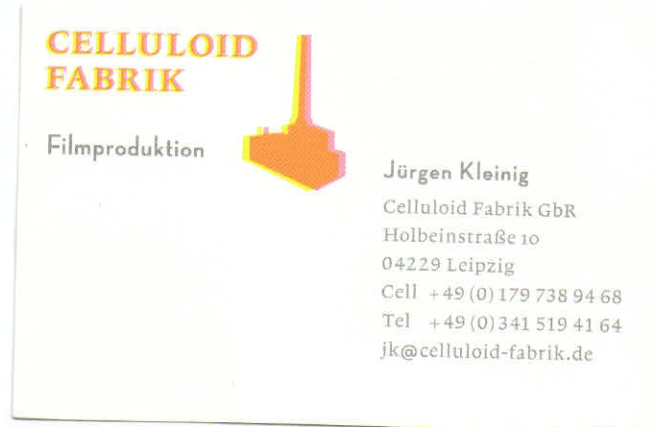 CELLULOID
FABRIK
Filmproduktion
Jürgen Kleinig
Celluloid Fabrik GbR
Holbeinstraße 10
04229 Leipzig
Cell +49 (0) 179 738 94 68
Tel +49 (0) 341 519 41 64
jk@celluloid-fabrik.de